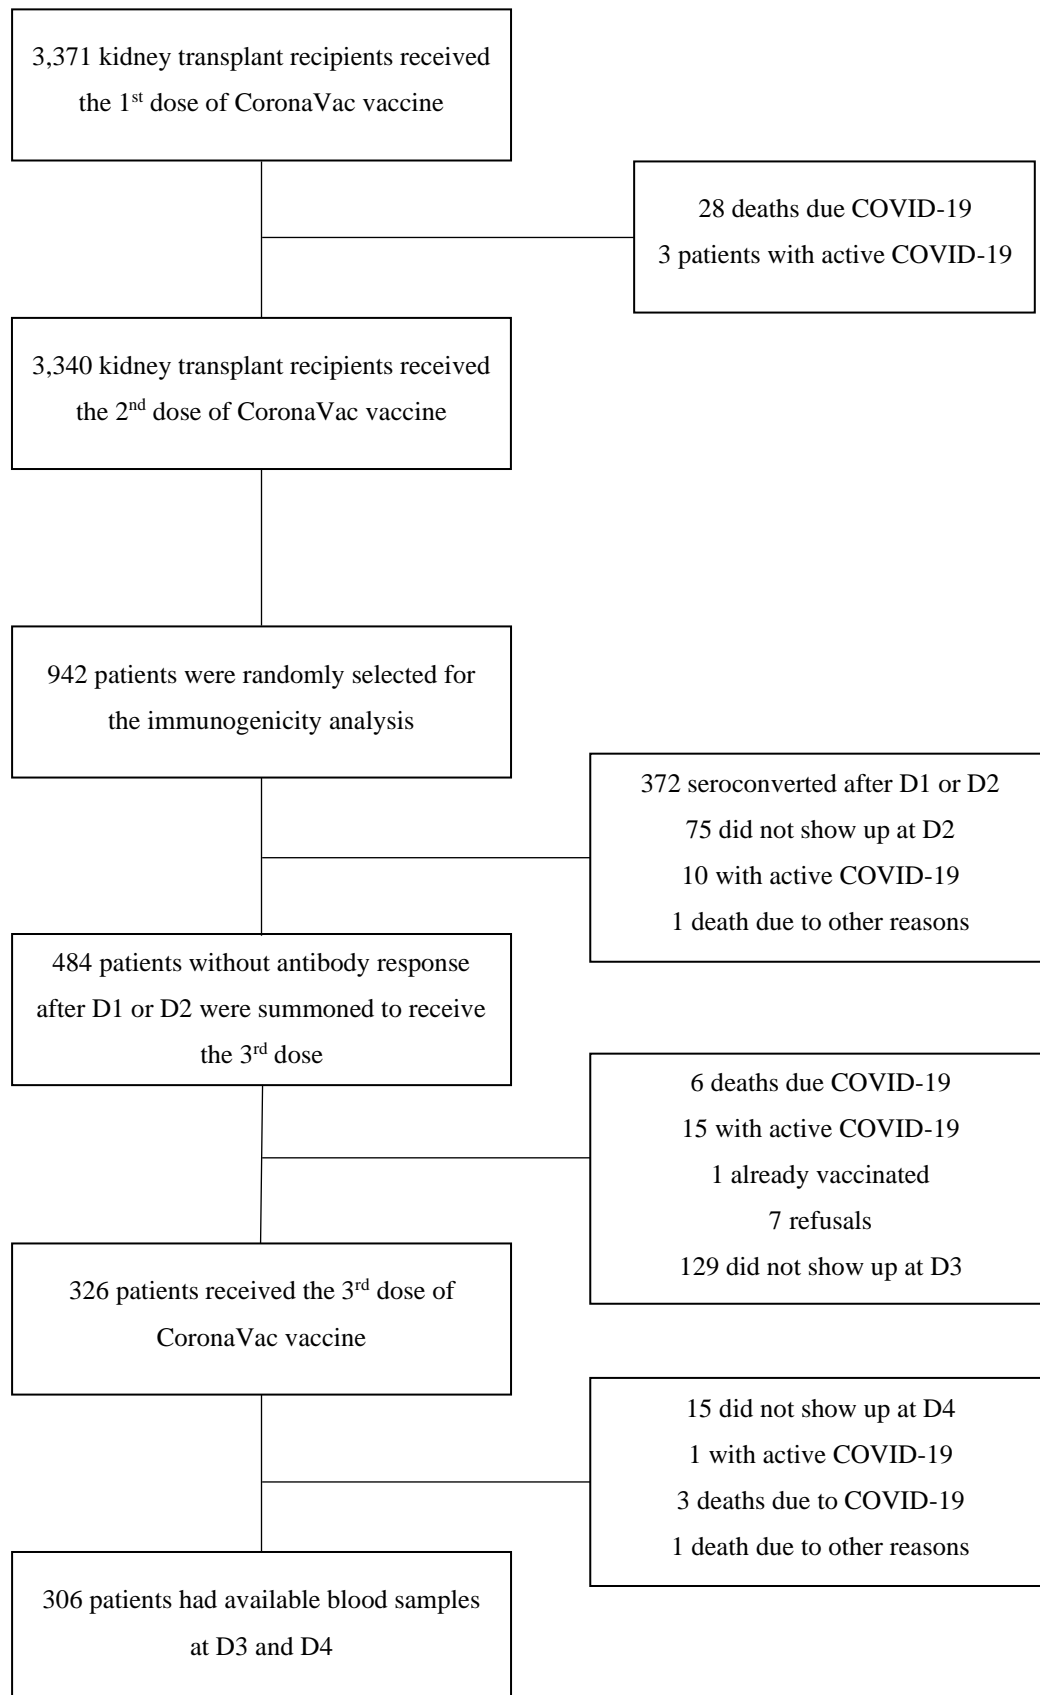 3,371 kidney transplant recipients received
the 1st dose of CoronaVac vaccine
28 deaths due COVID-19
3 patients with active COVID-19
3,340 kidney transplant recipients received
the 2nd dose of CoronaVac vaccine
942 patients were randomly selected for
the immunogenicity analysis
372 seroconverted after D1 or D2
75 did not show up at D2
10 with active COVID-19
1 death due to other reasons
484 patients without antibody response
after D1 or D2 were summoned to receive
the 3rd dose
6 deaths due COVID-19
15 with active COVID-19
1 already vaccinated
7 refusals
129 did not show up at D3
326 patients received the 3rd dose of
CoronaVac vaccine
15 did not show up at D4
1 with active COVID-19
3 deaths due to COVID-19
1 death due to other reasons
306 patients had available blood samples
at D3 and D4